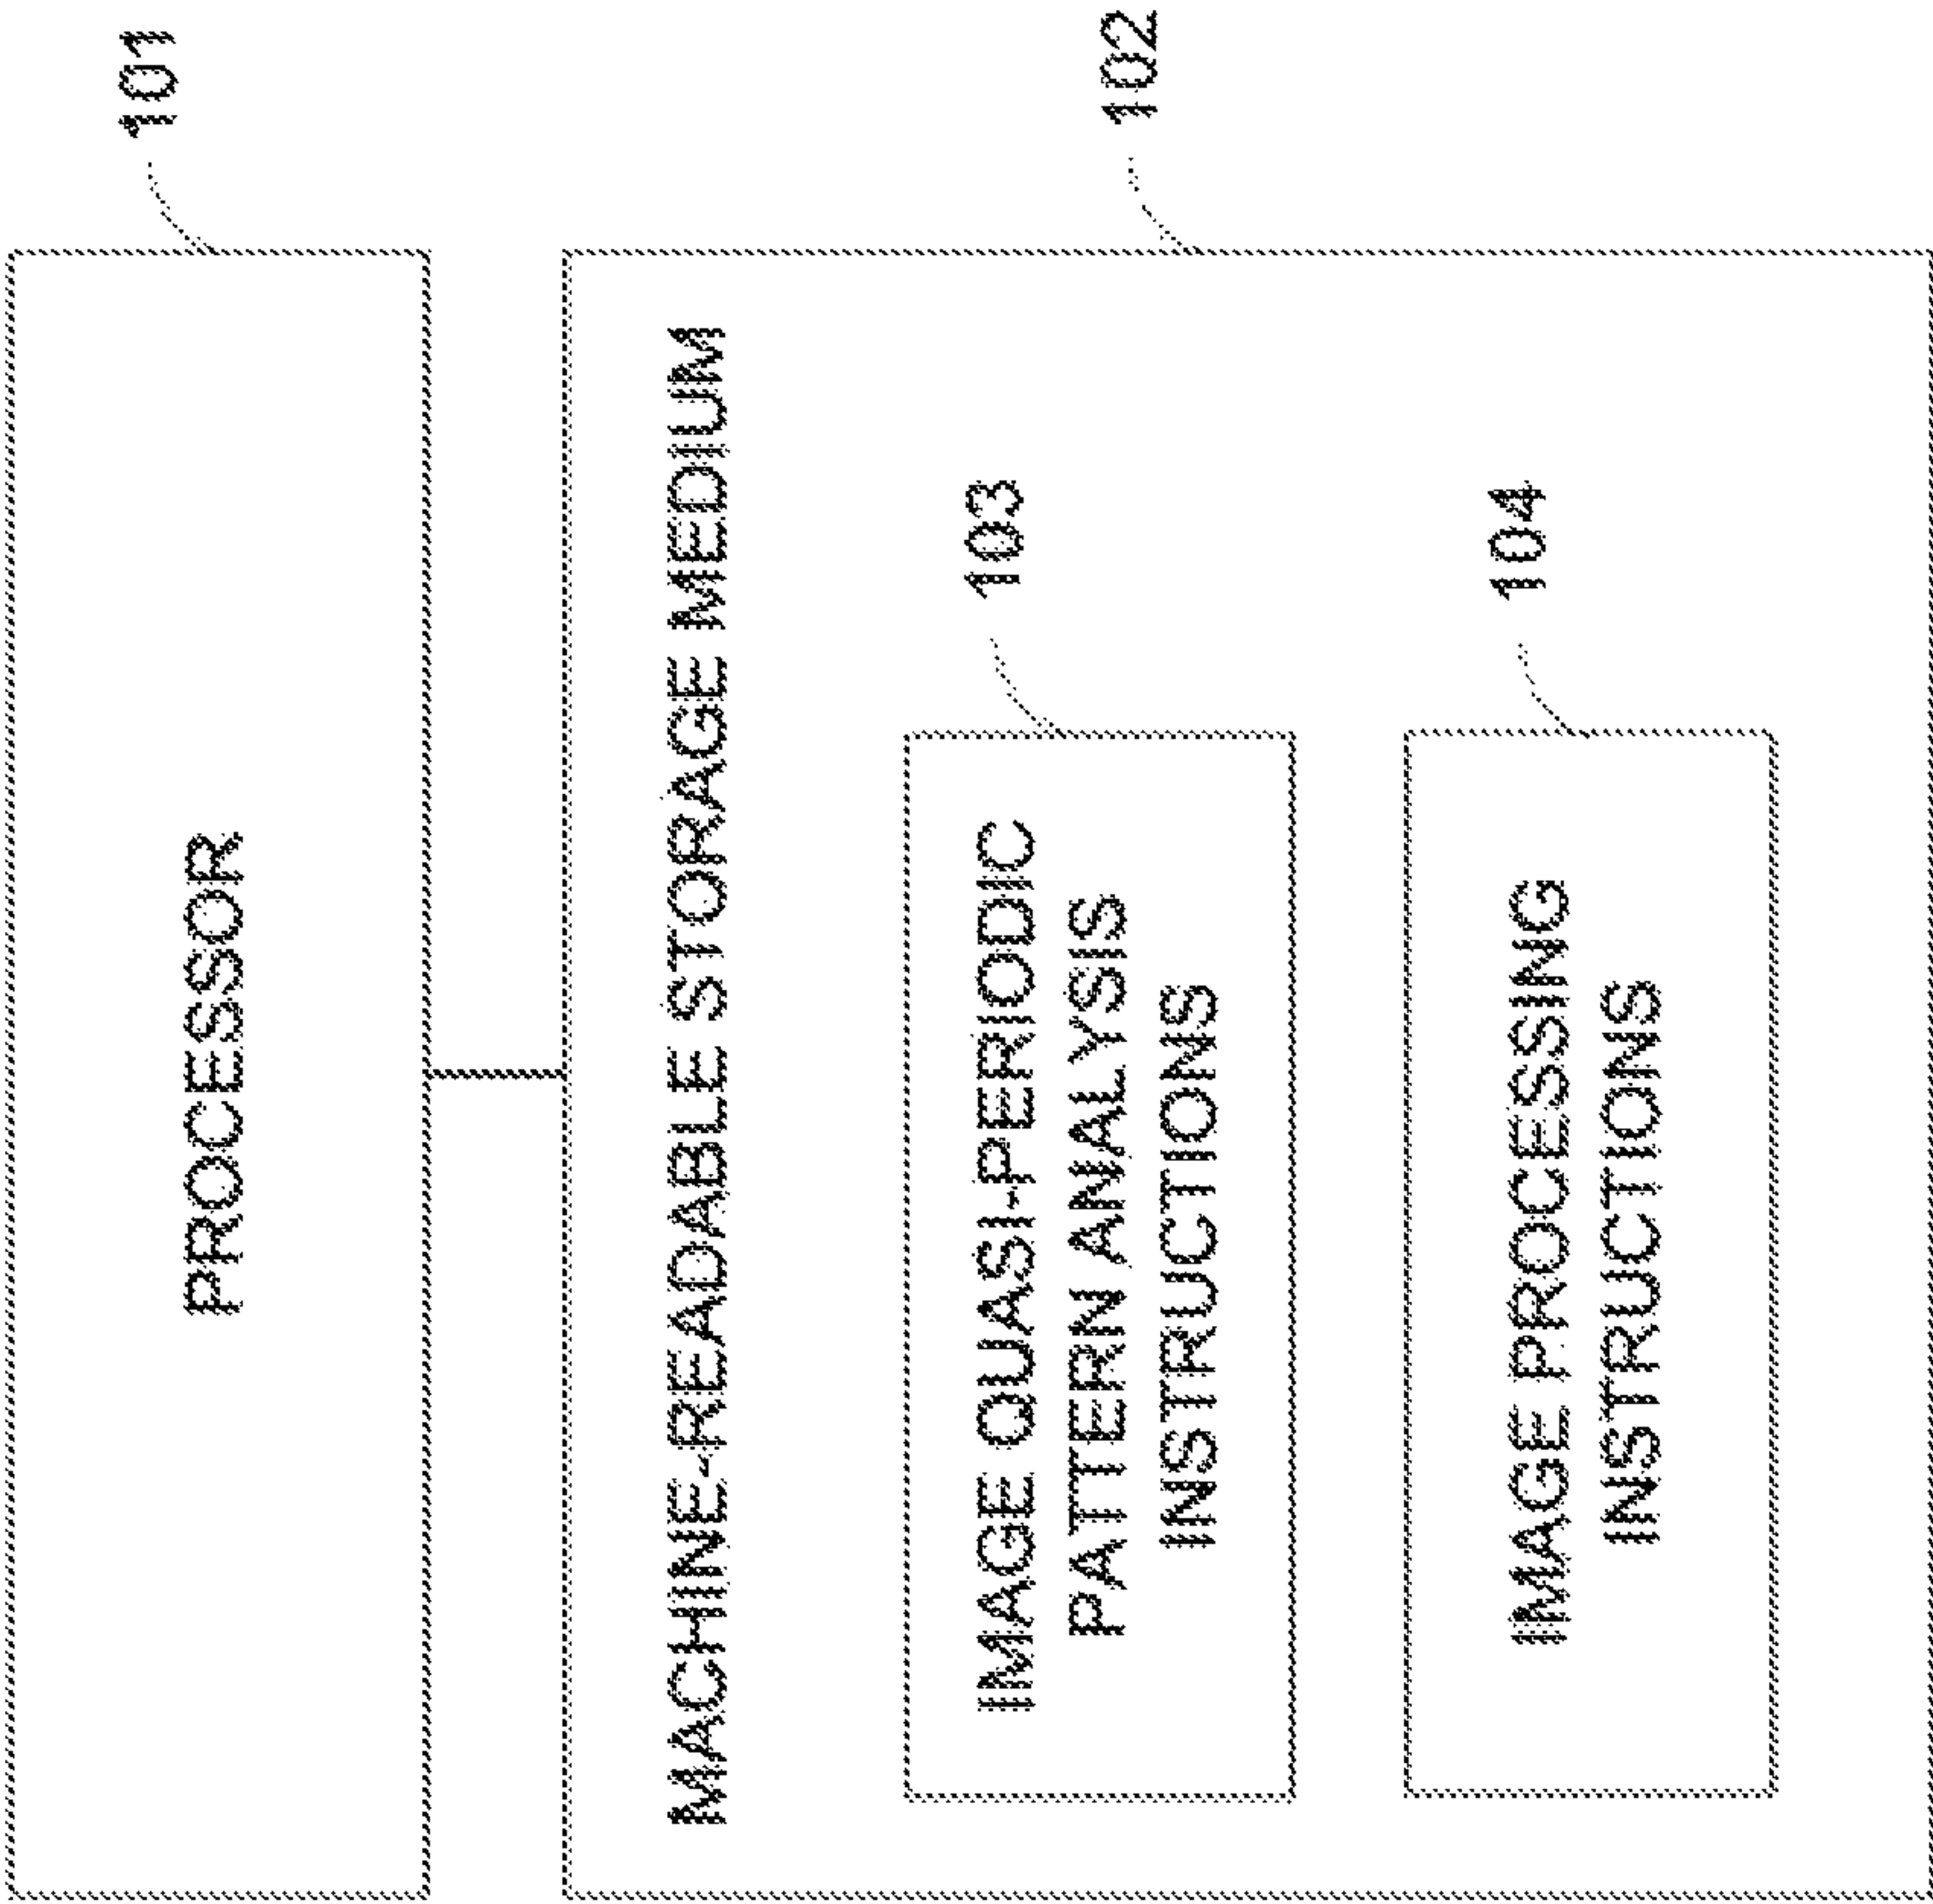 101
PROCESSOR
102
MACHINE-READABLE STORAGE MEDIUM
103
IMAGE QUASI-PERIODIC
PATTERN ANALYSIS
INSTRUCTIONS
104
IMAGE PROCESSING
INSTRUCTIONS